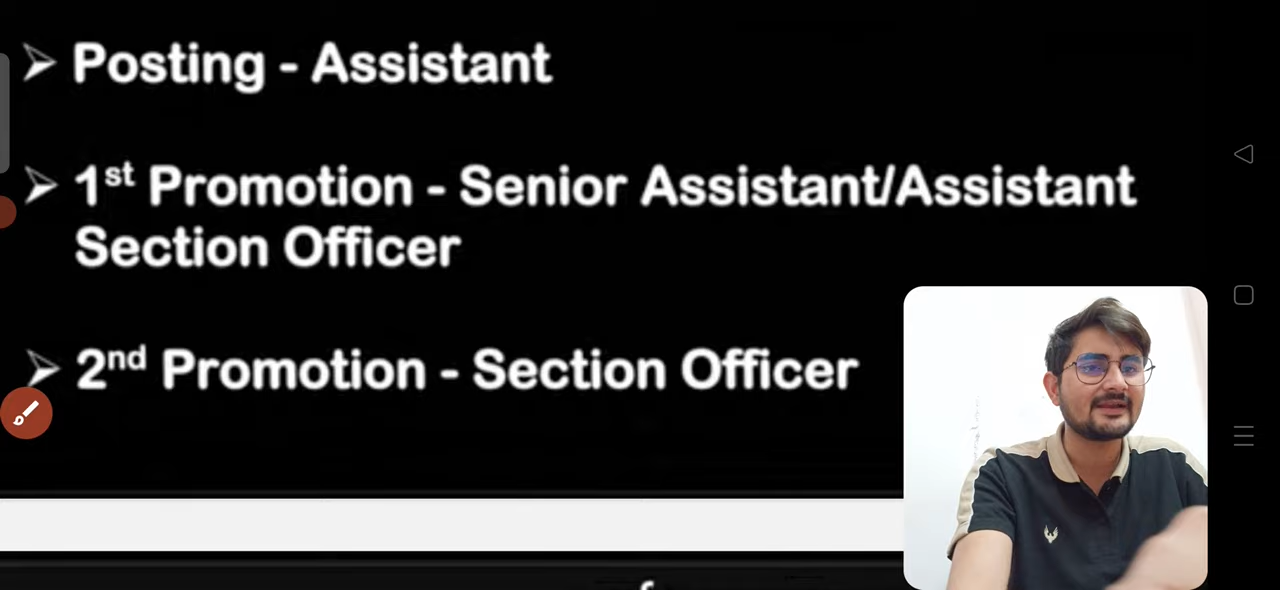 ➢ Posting - Assistant
➢ 1st Promotion - Senior Assistant/Assistant
Section Officer
➢ 2nd Promotion - Section Officer